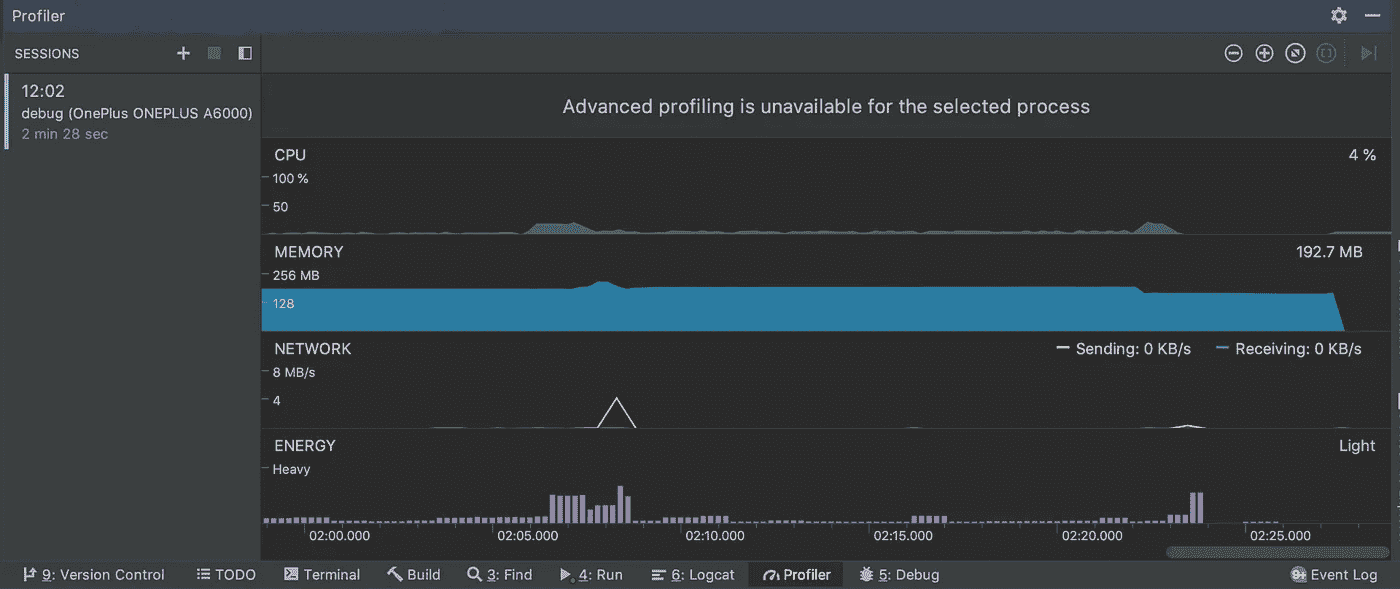 Profiler
SESSIONS
12:02
debug (OnePlus ONEPLUS A6000)
2 min 28 sec
Advanced profiling is unavailable for the selected process
CPU 4 %
100 %
50
MEMORY 192.7 MB
256 MB
128
NETWORK Sending: 0 KB/s Receiving: 0 KB/s
8 MB/s
4
ENERGY Light
Heavy
02:00.000 02:05.000 02:10.000 02:15.000 02:20.000 02:25.000
9: Version Control TODO Terminal Build 3: Find 4: Run 6: Logcat Profiler 5: Debug Event Log